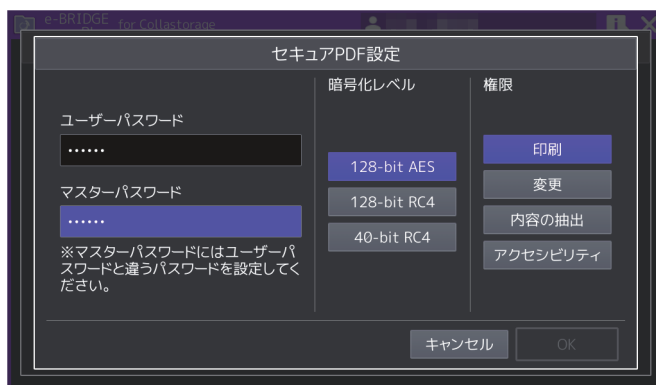 e-BRIDGE
for Collastorage
セキュアPDF設定
ユーザーパスワード
••••••
マスターパスワード
••••••
※マスターパスワードにはユーザーパ
スワードと違うパスワードを設定してく
ださい。
暗号化レベル
128-bit AES
128-bit RC4
40-bit RC4
権限
印刷
変更
内容の抽出
アクセシビリティ
キャンセル
OK